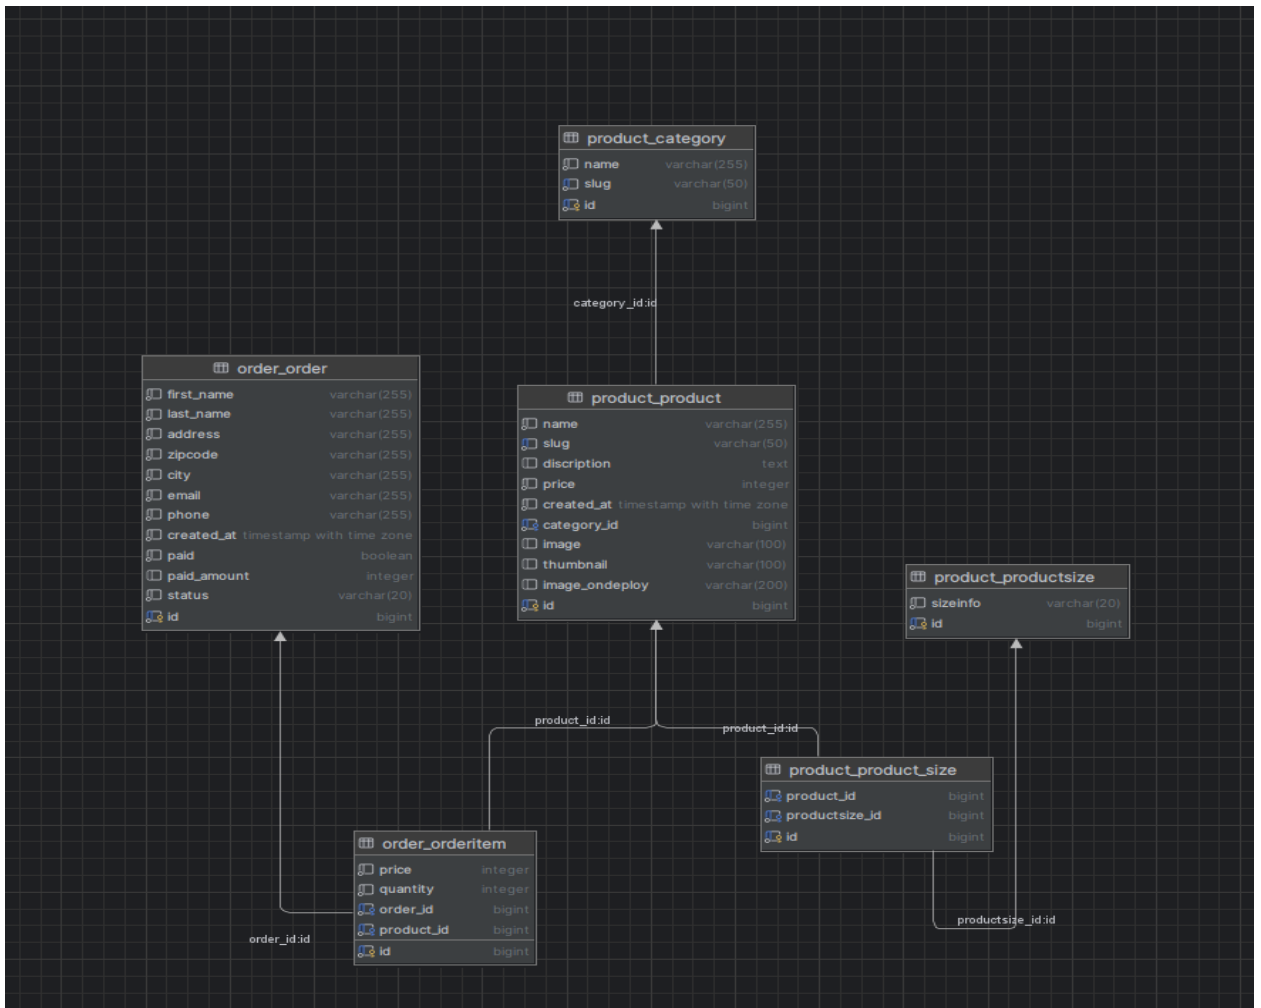 product_category
name varchar(255)
slug varchar(50)
id bigint
category_id:id
order_order
first_name varchar(255)
last_name varchar(255)
address varchar(255)
zipcode varchar(255)
city varchar(255)
email varchar(255)
phone varchar(255)
created_at timestamp with time zone
paid boolean
paid_amount integer
status varchar(20)
id bigint
product_product
name varchar(255)
slug varchar(50)
discription text
price integer
created_at timestamp with time zone
category_id bigint
image varchar(100)
thumbnail varchar(100)
image_ondeploy varchar(200)
id bigint
product_productsize
sizeinfo varchar(20)
id bigint
product_id:id
product_id:id
product_product_size
product_id bigint
productsize_id bigint
id bigint
order_orderitem
price integer
quantity integer
order_id bigint
product_id bigint
id bigint
productsize_id:id
order_id:id